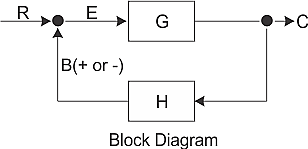 R E G C
B(+ or -)
H
Block Diagram